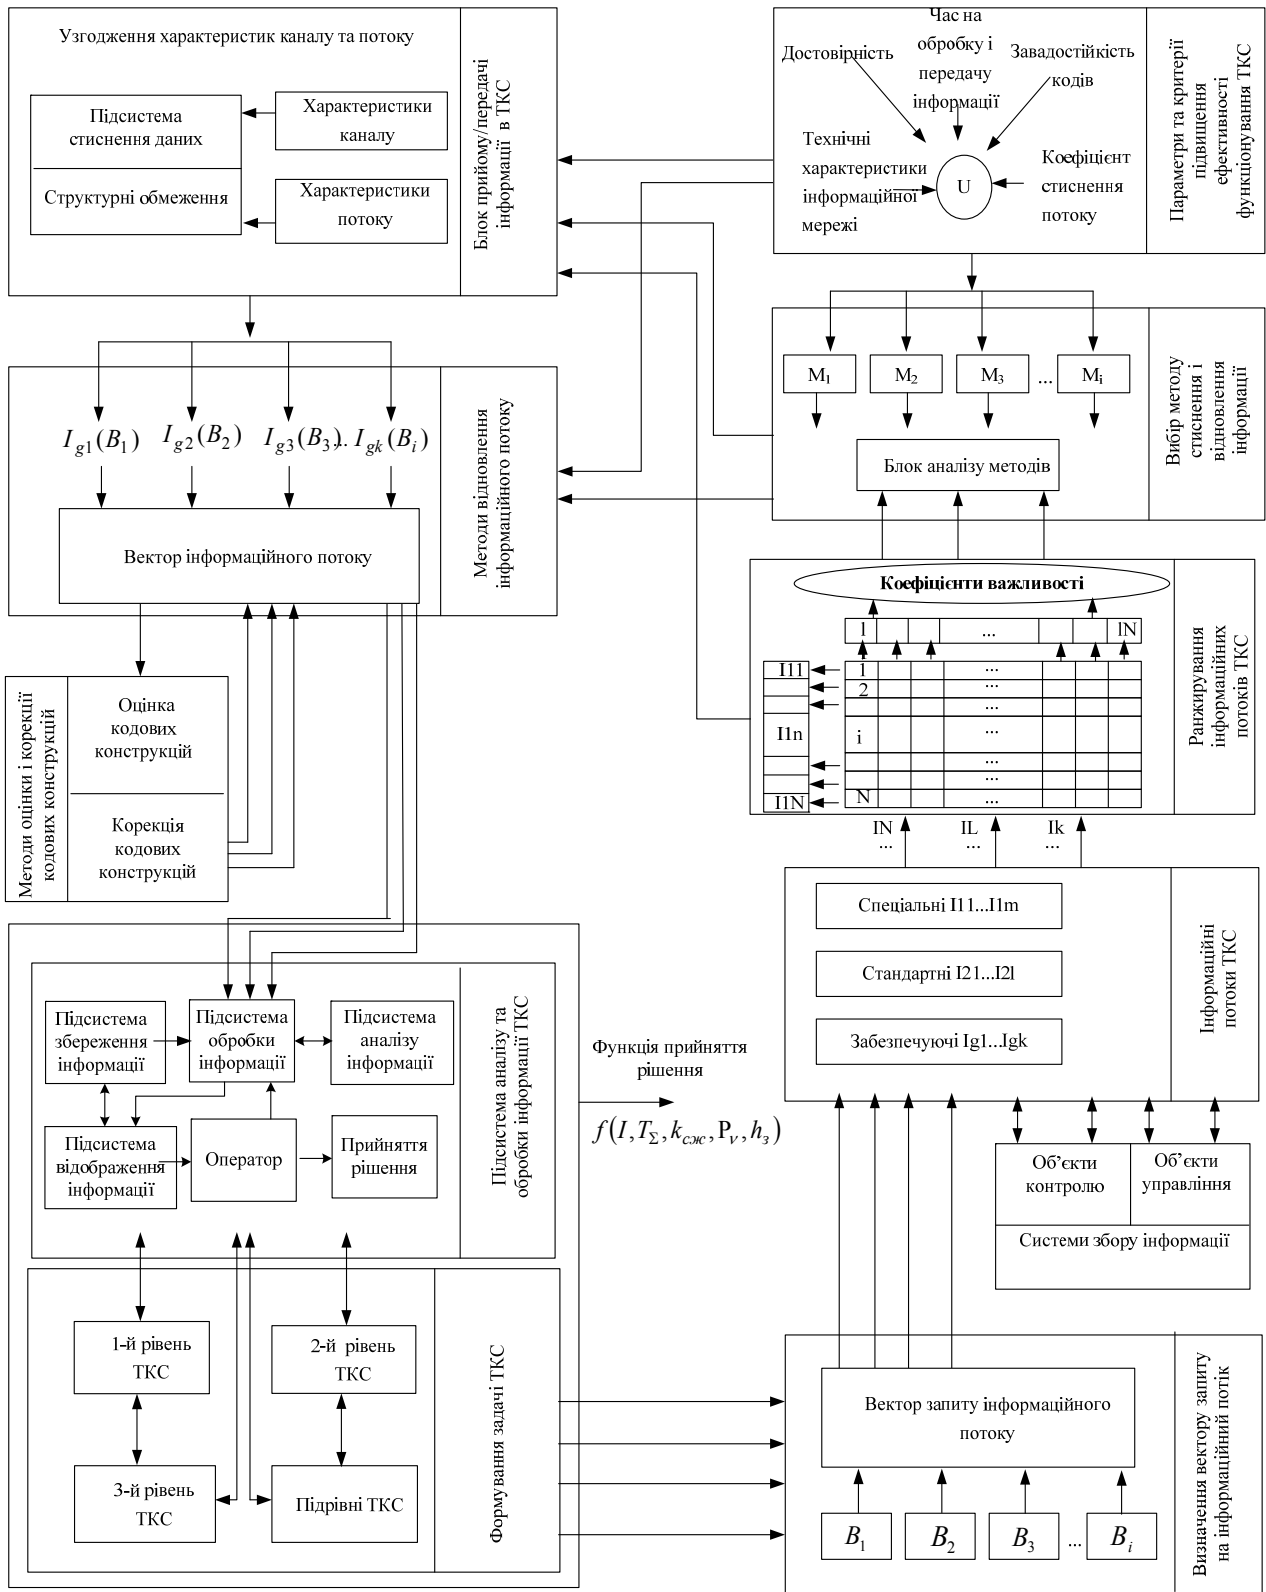 Узгодження характеристик каналу та потоку
Підсистема
стиснення даних
Структурні обмеження
Характеристики
каналу
Характеристики
потоку
Блок прийому/передачі
інформації в ТКС
Час на
обробку і
передачу
інформації
Достовірність
Завадостійкість
кодів
Технічні
характеристики
інформаційної
мережі
U
Коефіцієнт
стиснення
потоку
Параметри та критерії
підвищення
ефективності
функціонування ТКС
M1
M2
M3
...
Mi
Блок аналізу методів
Вибір методу
стиснення і
відновлення
інформації
Ig1(B1)
Ig2(B2)
Ig3(B3)...
Igk(Bi)
Вектор інформаційного потоку
Методи відновлення
інформаційного потоку
Коефіцієнти важливості
1
...
1N
I11
I1n
I1N
1
...
2
...
...
i
...
...
...
N
...
Ранжирування
інформаційних
потоків ТКС
Методи оцінки і корекції
кодових конструкцій
Оцінка
кодових
конструкцій
Корекція
кодових
конструкцій
IN
...
IL
...
Ik
...
Спеціальні I11...I1m
Стандартні I21...I2l
Забезпечуючі Ig1...Igk
Інформаційні
потоки ТКС
Підсистема
збереження
інформації
Підсистема
обробки
інформації
Підсистема
аналізу
інформації
Підсистема
відображення
інформації
Оператор
Прийняття
рішення
Підсистема аналізу та
обробки інформації ТКС
Функція прийняття
рішення
f(I, TΣ, kсж, Pν, hз)
Об’єкти
контролю
Об’єкти
управління
Системи збору інформації
1-й рівень
ТКС
2-й рівень
ТКС
3-й рівень
ТКС
Підрівні ТКС
Формування задачі ТКС
Вектор запиту інформаційного
потоку
B1
B2
B3
...
Bi
Визначення вектору запиту
на інформаційний потік